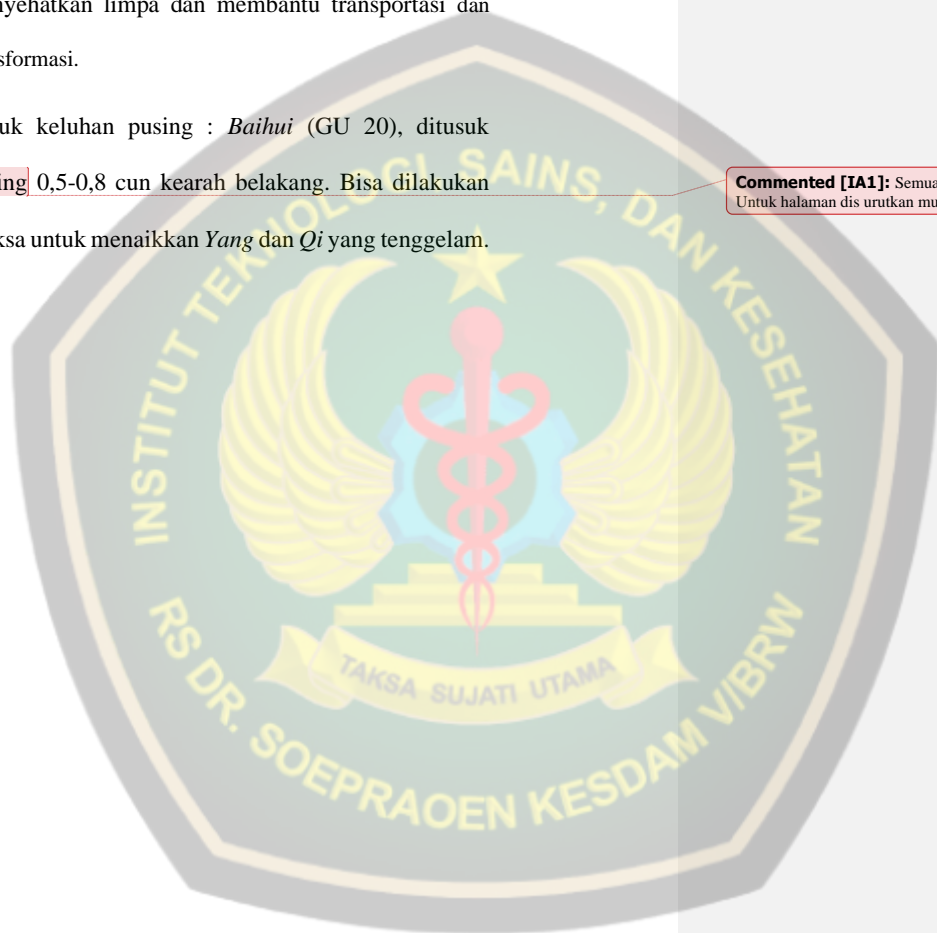 nyehatkan limpa dan membantu transportasi dan
sformasi.
uk keluhan pusing : Baihui (GU 20), ditusuk
ing 0,5-0,8 cun kearah belakang. Bisa dilakukan
ksa untuk menaikkan Yang dan Qi yang tenggelam.
Commented [IA1]: Semua
Untuk halaman dis urutkan mu
INSTITUT TEKNOLOGI, SAINS, DAN KESEHATAN
TAKSA SUJATI UTAMA
RS DR. SOEPRAOEN KESDAM V/BRW